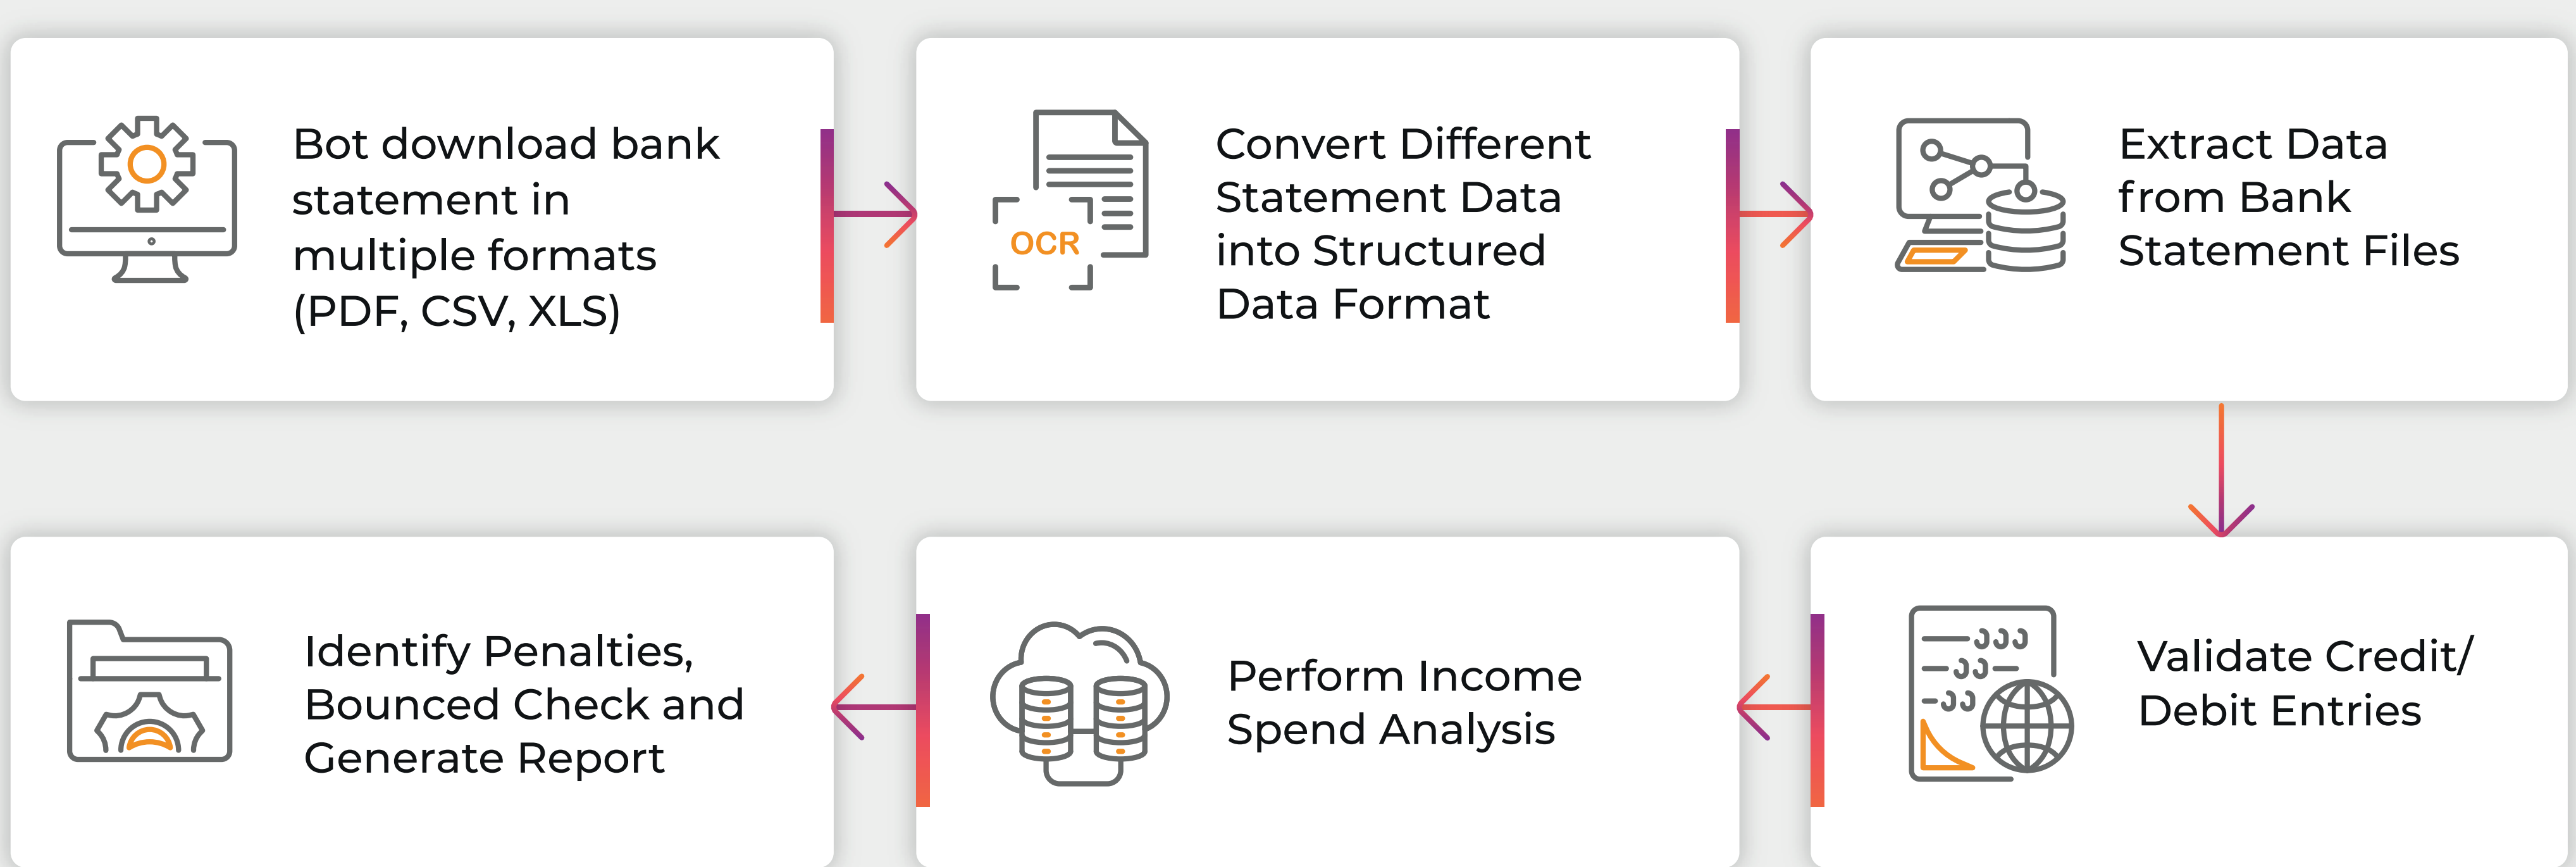 Bot download bank
statement in
multiple formats
(PDF, CSV, XLS)
OCR
Convert Different
Statement Data
into Structured
Data Format
Extract Data
from Bank
Statement Files
Validate Credit/
Debit Entries
Perform Income
Spend Analysis
Identify Penalties,
Bounced Check and
Generate Report